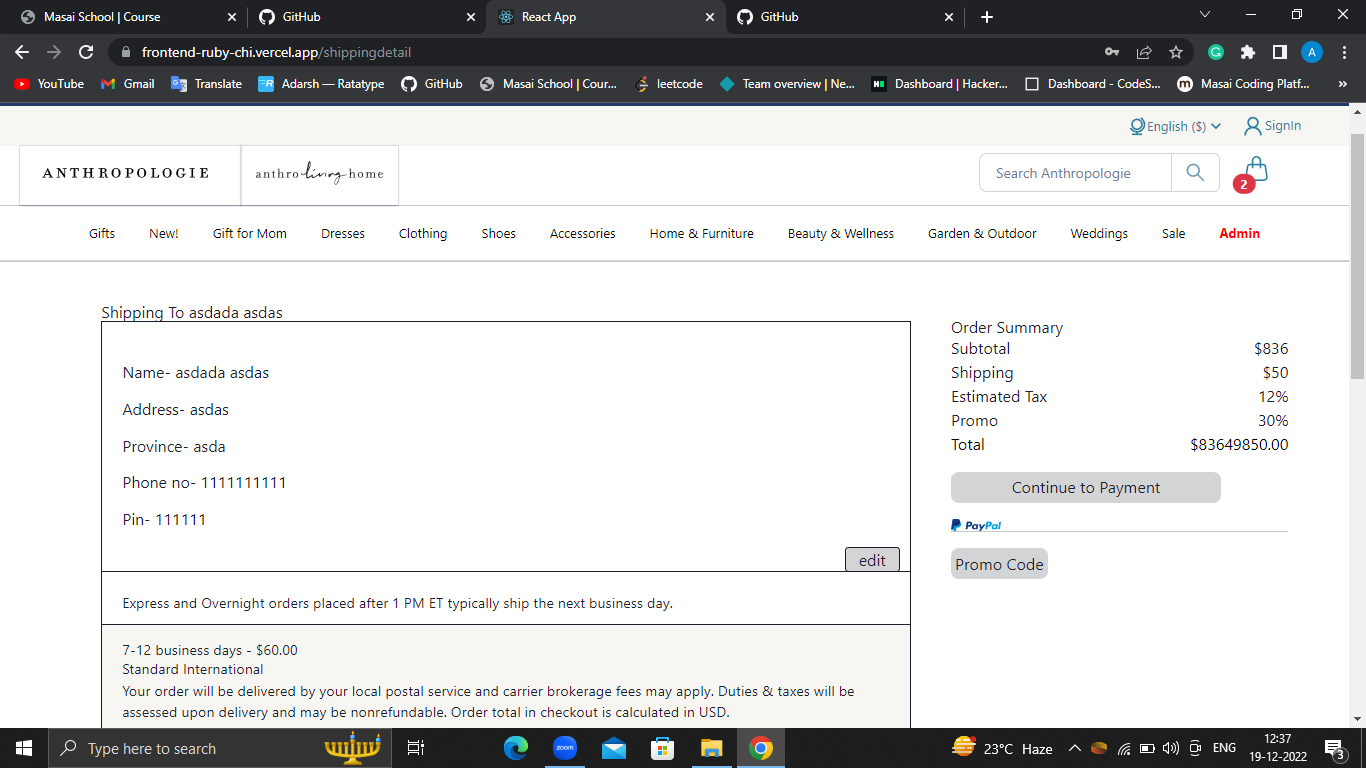 Masai School | Course
GitHub
React App
GitHub
frontend-ruby-chi.vercel.app/shippingdetail
A
YouTube
Gmail
Translate
Adarsh — Ratatype
GitHub
Masai School | Cour...
leetcode
Team overview | Ne...
Dashboard | Hacker...
Dashboard - CodeS...
Masai Coding Platf...
English ($)
SignIn
ANTHROPOLOGIE
anthro living home
Search Anthropologie
2
Gifts New! Gift for Mom Dresses Clothing Shoes Accessories Home & Furniture Beauty & Wellness Garden & Outdoor Weddings Sale Admin
Shipping To asdada asdas
Name- asdada asdas
Address- asdas
Province- asda
Phone no- 1111111111
Pin- 111111
edit
Express and Overnight orders placed after 1 PM ET typically ship the next business day.
7-12 business days - $60.00
Standard International
Your order will be delivered by your local postal service and carrier brokerage fees may apply. Duties & taxes will be
assessed upon delivery and may be nonrefundable. Order total in checkout is calculated in USD.
Order Summary
Subtotal $836
Shipping $50
Estimated Tax 12%
Promo 30%
Total $83649850.00
Continue to Payment
PayPal
Promo Code
Type here to search
zoom
23°C Haze
ENG
12:37
19-12-2022
3